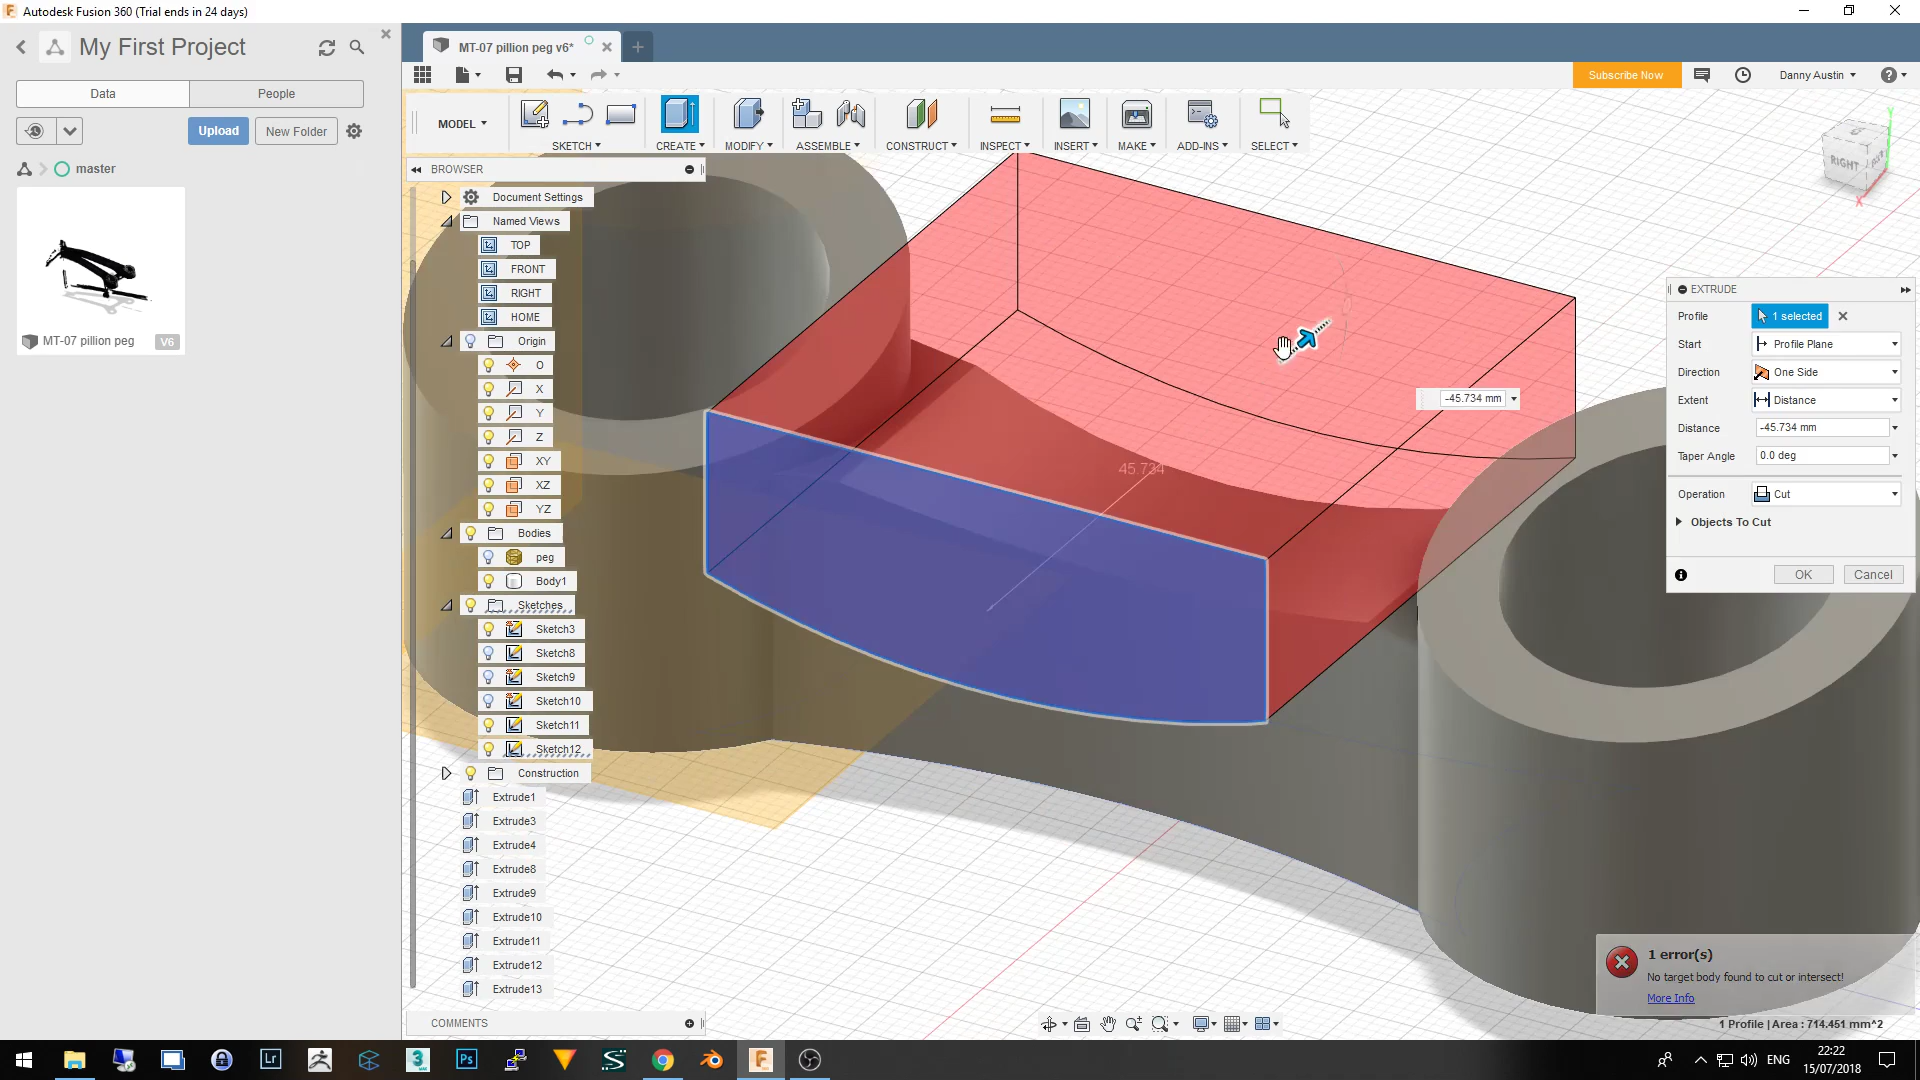 Autodesk Fusion 360 (Trial ends in 24 days)
My First Project
MT-07 pillion peg v6*
Data
People
Subscribe Now
Danny Austin
Upload
New Folder
MODEL
SKETCH
CREATE
MODIFY
ASSEMBLE
CONSTRUCT
INSPECT
INSERT
MAKE
ADD-INS
SELECT
master
BROWSER
MT-07 pillion peg
V6
Document Settings
Named Views
TOP
FRONT
RIGHT
HOME
Origin
O
X
Y
Z
XY
XZ
YZ
Bodies
peg
Body1
Sketches
Sketch3
Sketch8
Sketch9
Sketch10
Sketch11
Sketch12
Construction
Extrude1
Extrude3
Extrude4
Extrude8
Extrude9
Extrude10
Extrude11
Extrude12
Extrude13
COMMENTS
Y
RIGHT
X
45.734
-45.734 mm
EXTRUDE
Profile
1 selected
Start
Profile Plane
Direction
One Side
Extent
Distance
Distance
-45.734 mm
Taper Angle
0.0 deg
Operation
Cut
Objects To Cut
OK
Cancel
1 error(s)
No target body found to cut or intersect!
More Info
1 Profile | Area : 714.451 mm^2
Lr
3
Ps
ENG
22:22
15/07/2018